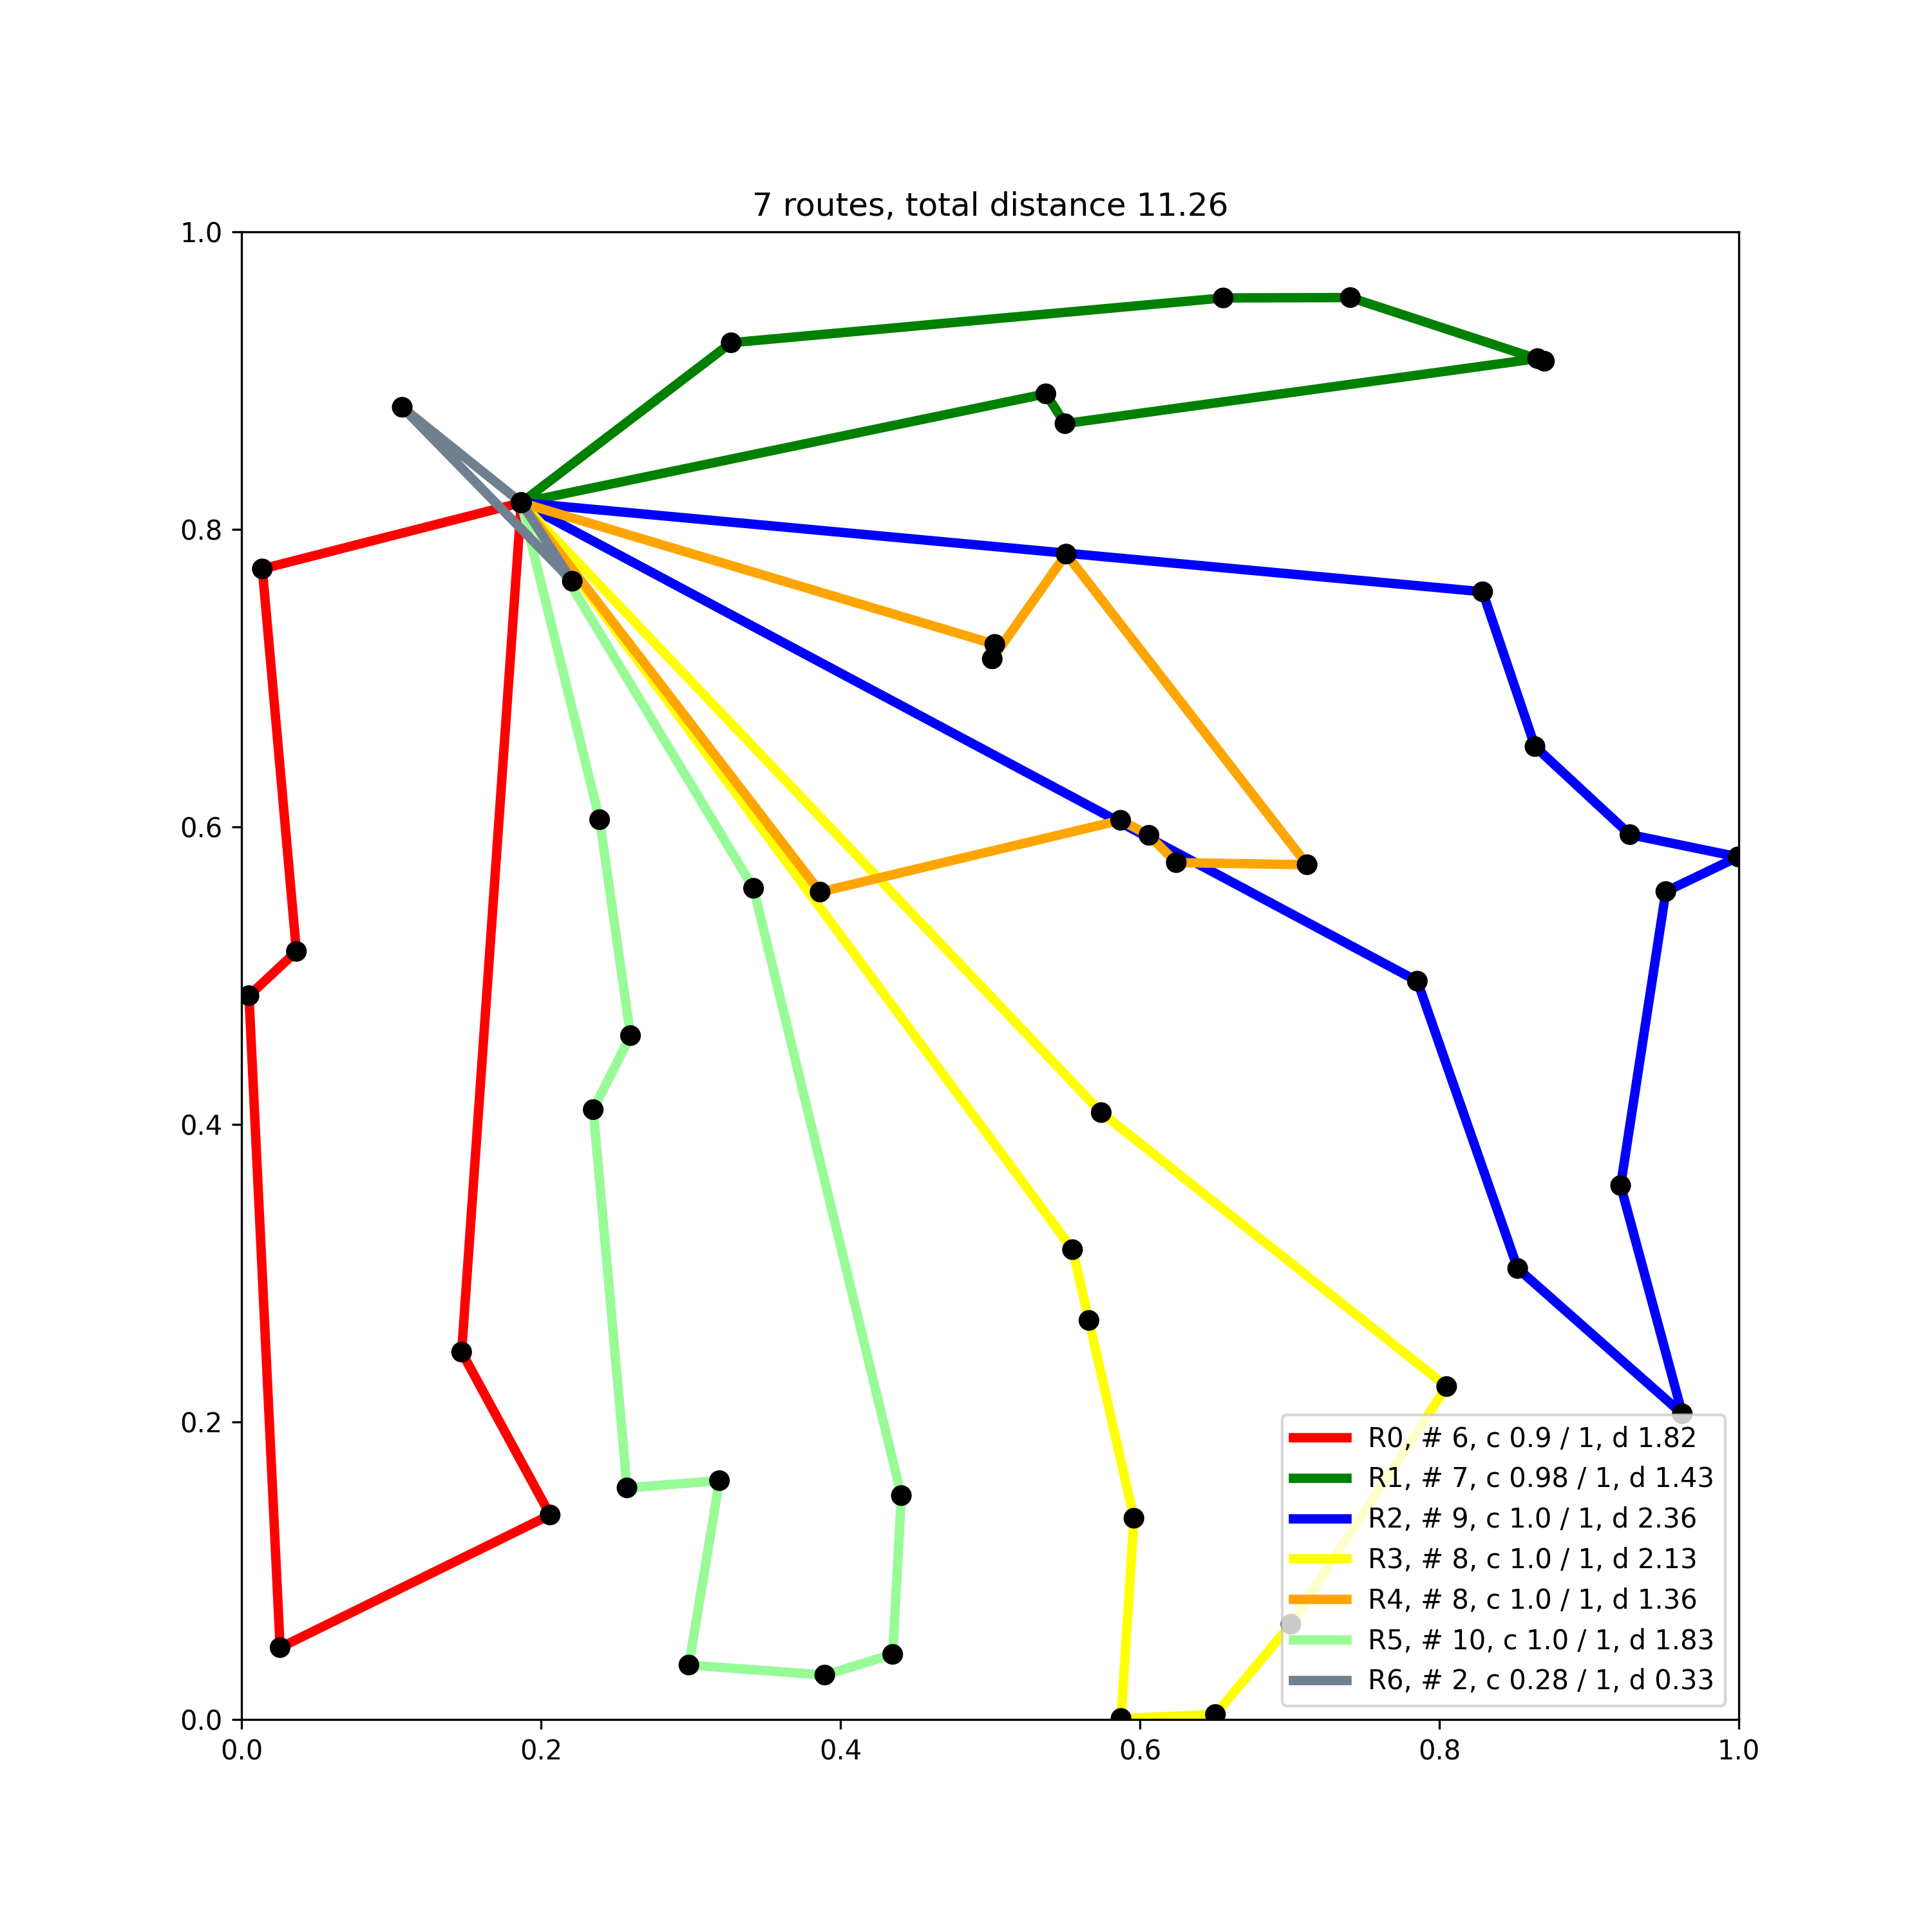 7 routes, total distance 11.26
1.0
0.8
0.6
0.4
0.2
0.0
R0, # 6, c 0.9 / 1, d 1.82
R1, # 7, c 0.98 / 1, d 1.43
R2, # 9, c 1.0 / 1, d 2.36
R3, # 8, c 1.0 / 1, d 2.13
R4, # 8, c 1.0 / 1, d 1.36
R5, # 10, c 1.0 / 1, d 1.83
R6, # 2, c 0.28 / 1, d 0.33
0.0 0.2 0.4 0.6 0.8 1.0